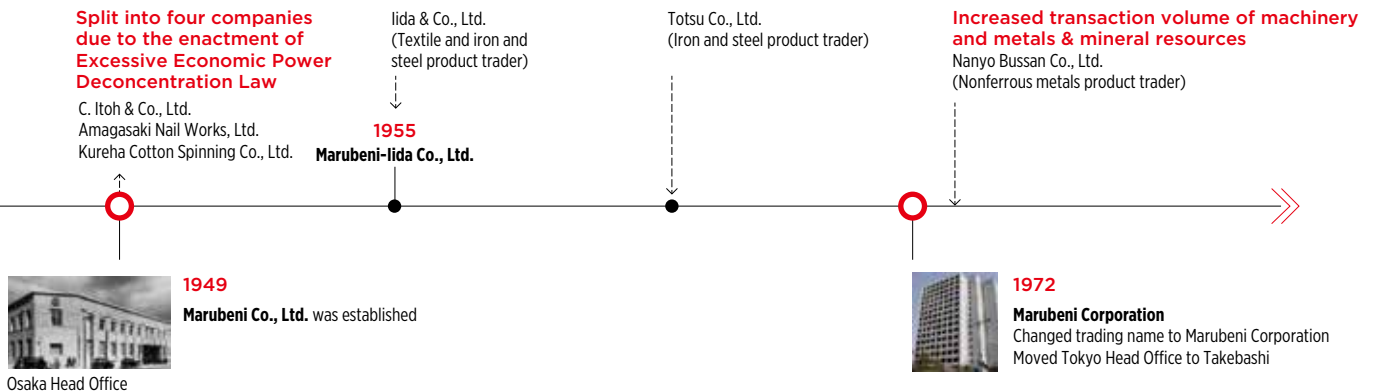 Split into four companies
due to the enactment of
Excessive Economic Power
Deconcentration Law
C. Itoh & Co., Ltd.
Amagasaki Nail Works, Ltd.
Kureha Cotton Spinning Co., Ltd.
Iida & Co., Ltd.
(Textile and iron and
steel product trader)
1955
Marubeni-Iida Co., Ltd.
Totsu Co., Ltd.
(Iron and steel product trader)
Increased transaction volume of machinery
and metals & mineral resources
Nanyo Bussan Co., Ltd.
(Nonferrous metals product trader)
1949
Marubeni Co., Ltd. was established
Osaka Head Office
1972
Marubeni Corporation
Changed trading name to Marubeni Corporation
Moved Tokyo Head Office to Takebashi